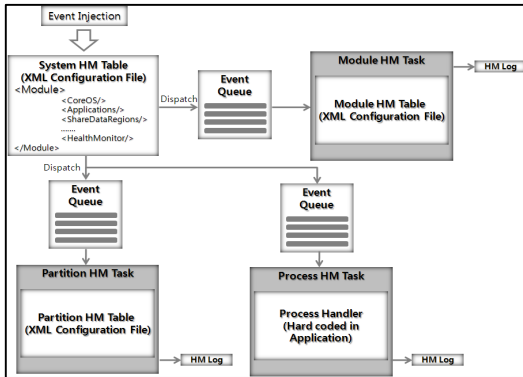 Event Injection
System HM Table
(XML Configuration File)
<Module>
<CoreOS/>
<Applications/>
<ShareDataRegions/>
.......
<HealthMonitor/>
</Module>
Dispatch
Event
Queue
Module HM Task
Module HM Table
(XML Configuration File)
HM Log
Dispatch
Event
Queue
Event
Queue
Partition HM Task
Partition HM Table
(XML Configuration File)
HM Log
Process HM Task
Process Handler
(Hard coded in
Application)
HM Log